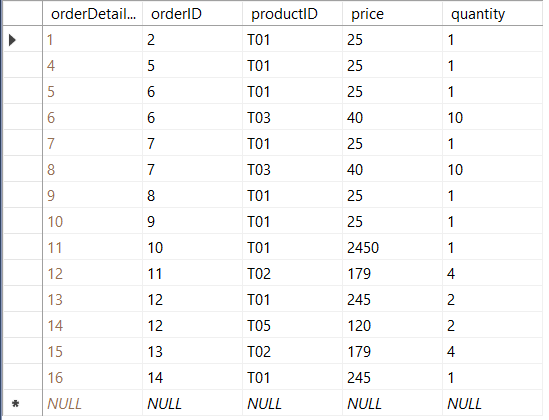 orderDetail... orderID productID price quantity
1 2 T01 25 1
4 5 T01 25 1
5 6 T01 25 1
6 6 T03 40 10
7 7 T01 25 1
8 7 T03 40 10
9 8 T01 25 1
10 9 T01 25 1
11 10 T01 2450 1
12 11 T02 179 4
13 12 T01 245 2
14 12 T05 120 2
15 13 T02 179 4
16 14 T01 245 1
* NULL NULL NULL NULL NULL